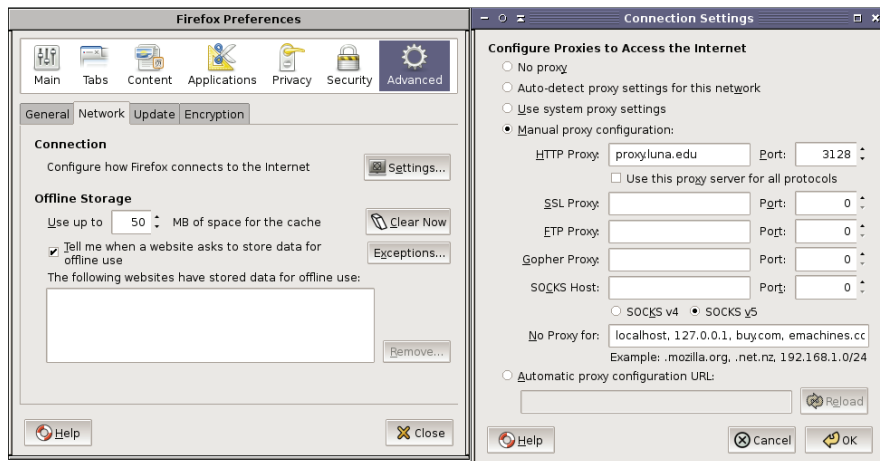 Firefox Preferences
Main Tabs Content Applications Privacy Security Advanced
General Network Update Encryption
Connection
Configure how Firefox connects to the Internet Settings...
Offline Storage
Use up to 50 MB of space for the cache Clear Now
Tell me when a website asks to store data for
offline use Exceptions...
The following websites have stored data for offline use:
Remove...
Help Close
Connection Settings
Configure Proxies to Access the Internet
No proxy
Auto-detect proxy settings for this network
Use system proxy settings
Manual proxy configuration:
HTTP Proxy: proxy.luna.edu Port: 3128
Use this proxy server for all protocols
SSL Proxy: Port: 0
FTP Proxy: Port: 0
Gopher Proxy: Port: 0
SOCKS Host: Port: 0
SOCKS v4 SOCKS v5
No Proxy for: localhost, 127.0.0.1, buy.com, emachines.cc
Example: .mozilla.org, .net.nz, 192.168.1.0/24
Automatic proxy configuration URL:
Reload
Help Cancel OK